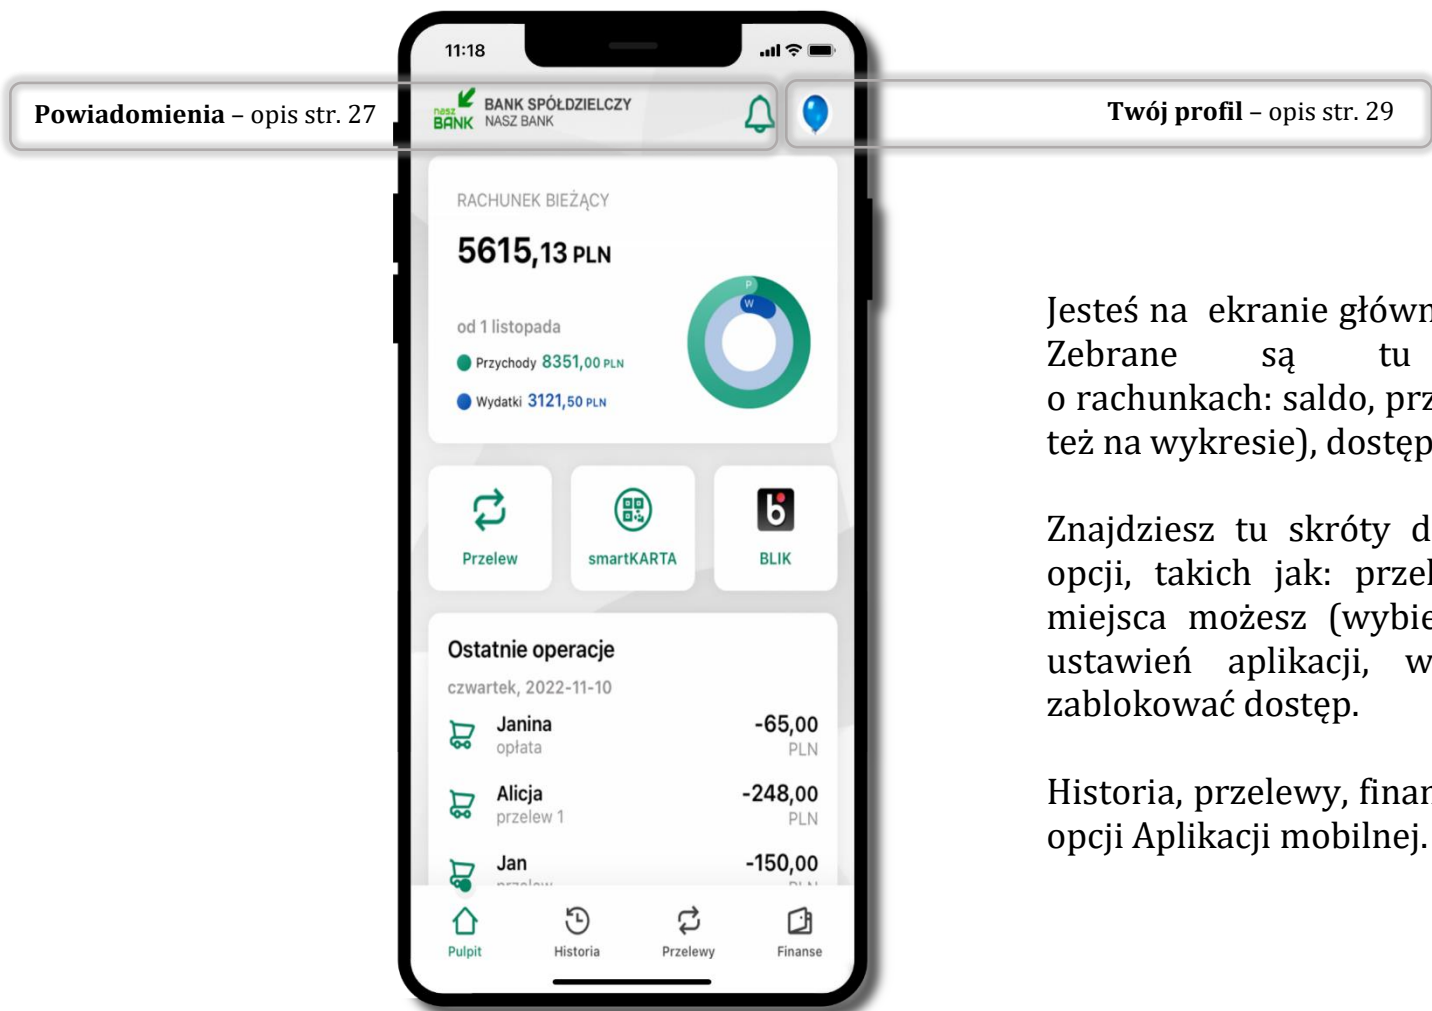 11:18
Powiadomienia – opis str. 27
nasz BANK
BANK SPÓŁDZIELCZY
NASZ BANK
Twój profil – opis str. 29
RACHUNEK BIEŻĄCY
5615,13 PLN
P
W
od 1 listopada
Przychody 8351,00 PLN
Wydatki 3121,50 PLN
Przelew
smartKARTA
BLIK
Ostatnie operacje
czwartek, 2022-11-10
Janina -65,00
opłata PLN
Alicja -248,00
przelew 1 PLN
Jan -150,00
Pulpit
Historia
Przelewy
Finanse
Jesteś na ekranie główn
Zebrane są tu
o rachunkach: saldo, prz
też na wykresie), dostęp
Znajdziesz tu skróty d
opcji, takich jak: przel
miejsca możesz (wybie
ustawień aplikacji, w
zablokować dostęp.
Historia, przelewy, finan
opcji Aplikacji mobilnej.